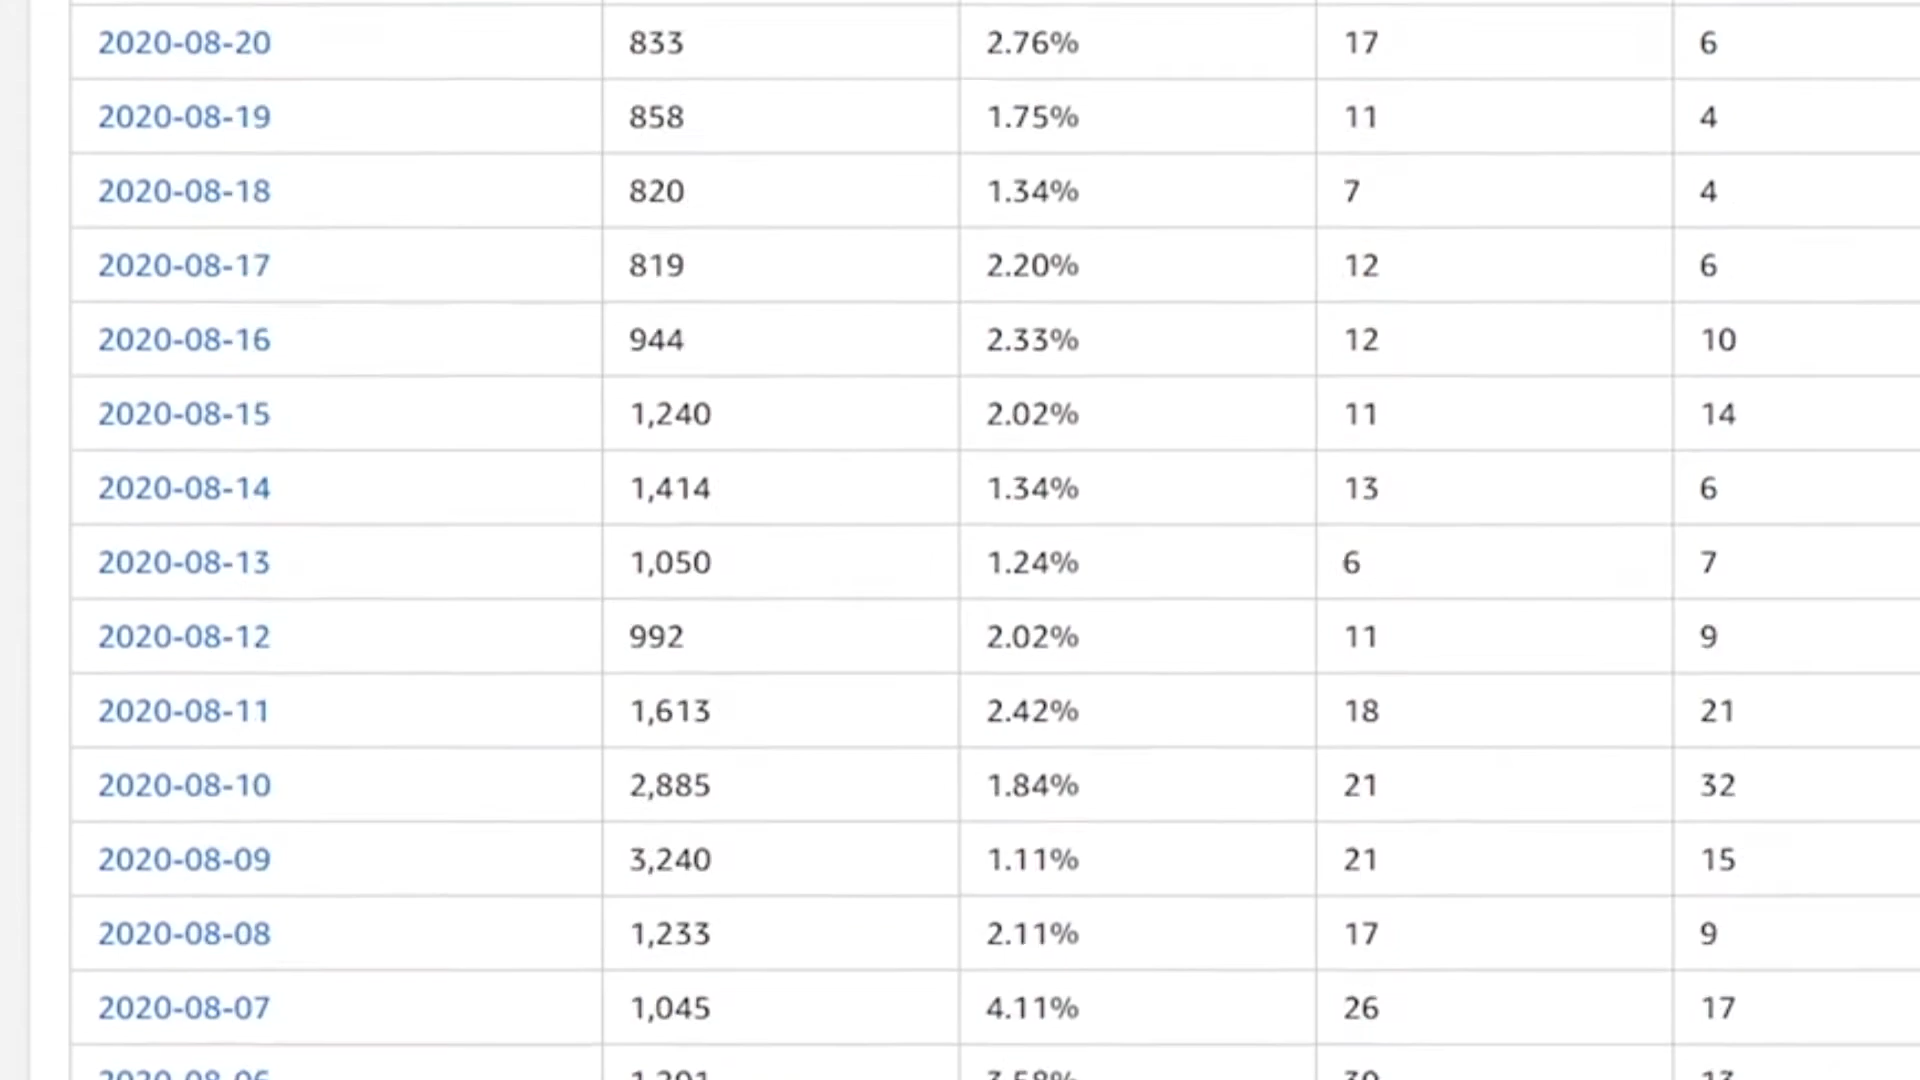 2020-08-20 833 2.76% 17 6
2020-08-19 858 1.75% 11 4
2020-08-18 820 1.34% 7 4
2020-08-17 819 2.20% 12 6
2020-08-16 944 2.33% 12 10
2020-08-15 1,240 2.02% 11 14
2020-08-14 1,414 1.34% 13 6
2020-08-13 1,050 1.24% 6 7
2020-08-12 992 2.02% 11 9
2020-08-11 1,613 2.42% 18 21
2020-08-10 2,885 1.84% 21 32
2020-08-09 3,240 1.11% 21 15
2020-08-08 1,233 2.11% 17 9
2020-08-07 1,045 4.11% 26 17
2020-08-06